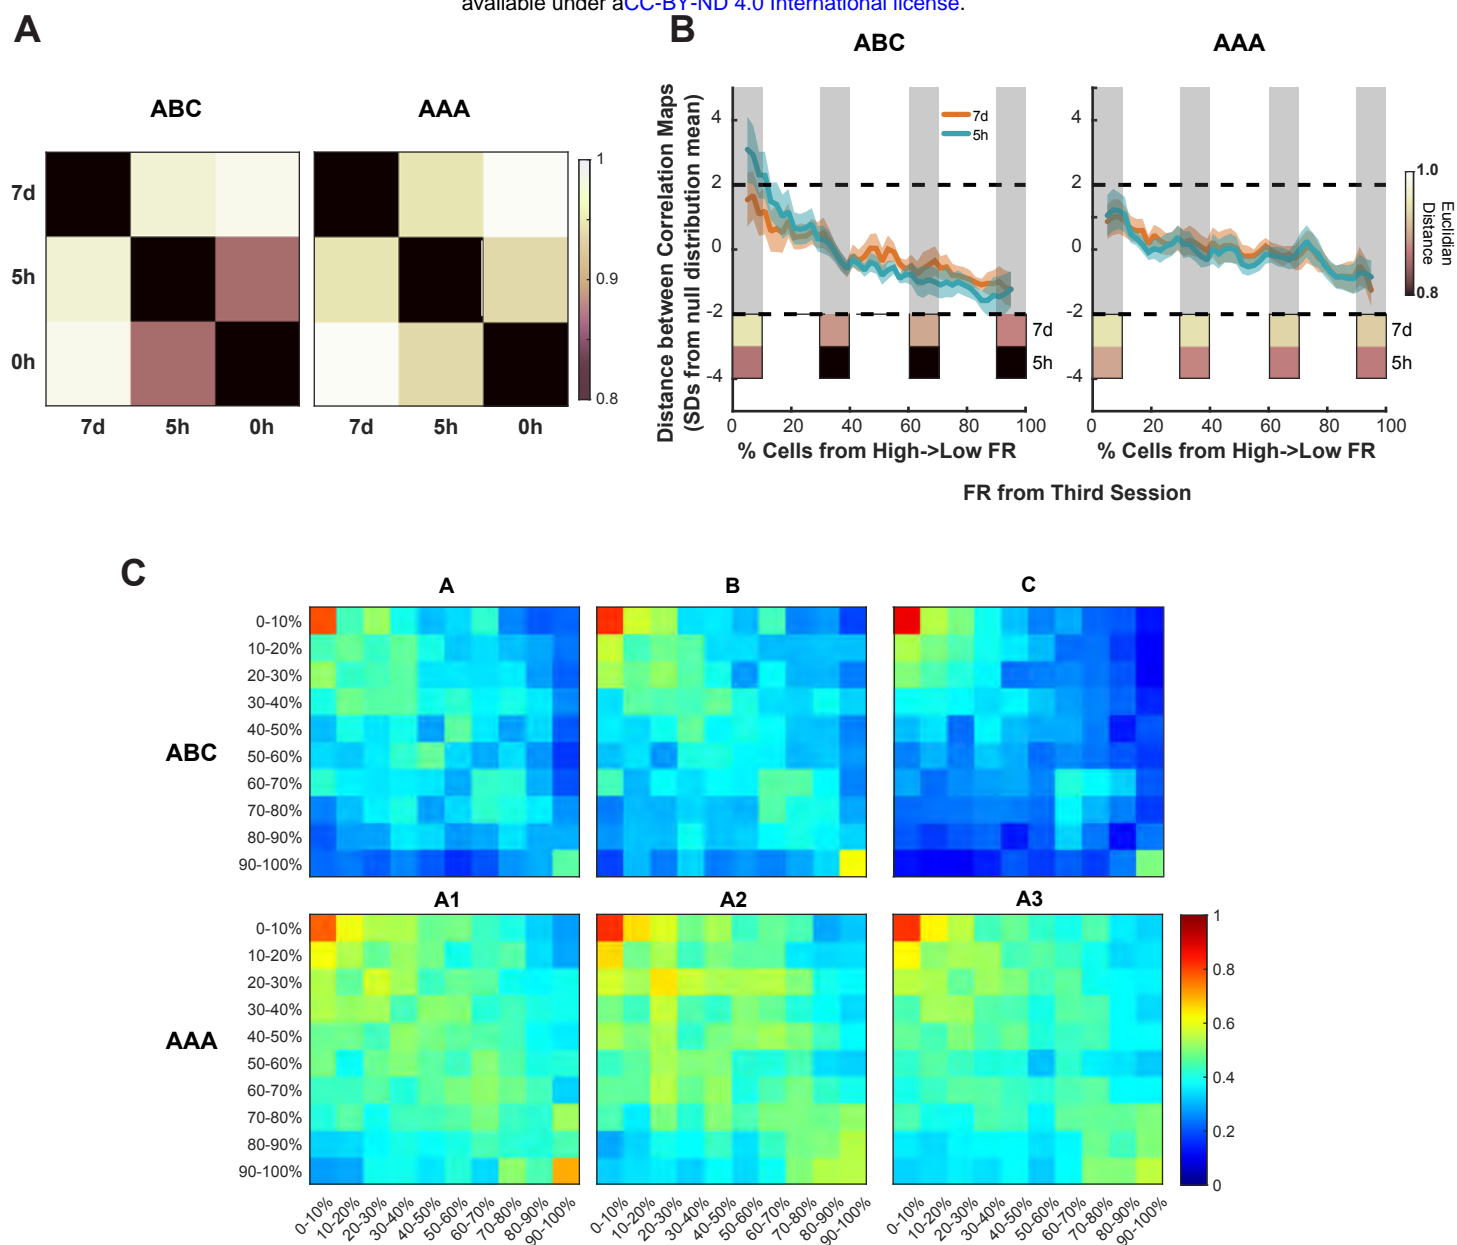 available under aCC-BY-ND 4.0 International license.
A
ABC
AAA
7d
5h
0h
7d
5h
0h
7d
5h
0h
1
0.9
0.8
B
ABC
AAA
Distance between Correlation Maps
(SDs from null distribution mean)
4
2
0
-2
-4
7d
5h
7d
5h
0
20
40
60
80
100
% Cells from High->Low FR
4
2
0
-2
-4
7d
5h
0
20
40
60
80
100
% Cells from High->Low FR
1.0
0.8
Euclidian
Distance
FR from Third Session
C
A
B
C
ABC
0-10%
10-20%
20-30%
30-40%
40-50%
50-60%
60-70%
70-80%
80-90%
90-100%
A1
A2
A3
AAA
0-10%
10-20%
20-30%
30-40%
40-50%
50-60%
60-70%
70-80%
80-90%
90-100%
0-10%
10-20%
20-30%
30-40%
40-50%
50-60%
60-70%
70-80%
80-90%
90-100%
0-10%
10-20%
20-30%
30-40%
40-50%
50-60%
60-70%
70-80%
80-90%
90-100%
0-10%
10-20%
20-30%
30-40%
40-50%
50-60%
60-70%
70-80%
80-90%
90-100%
1
0.8
0.6
0.4
0.2
0